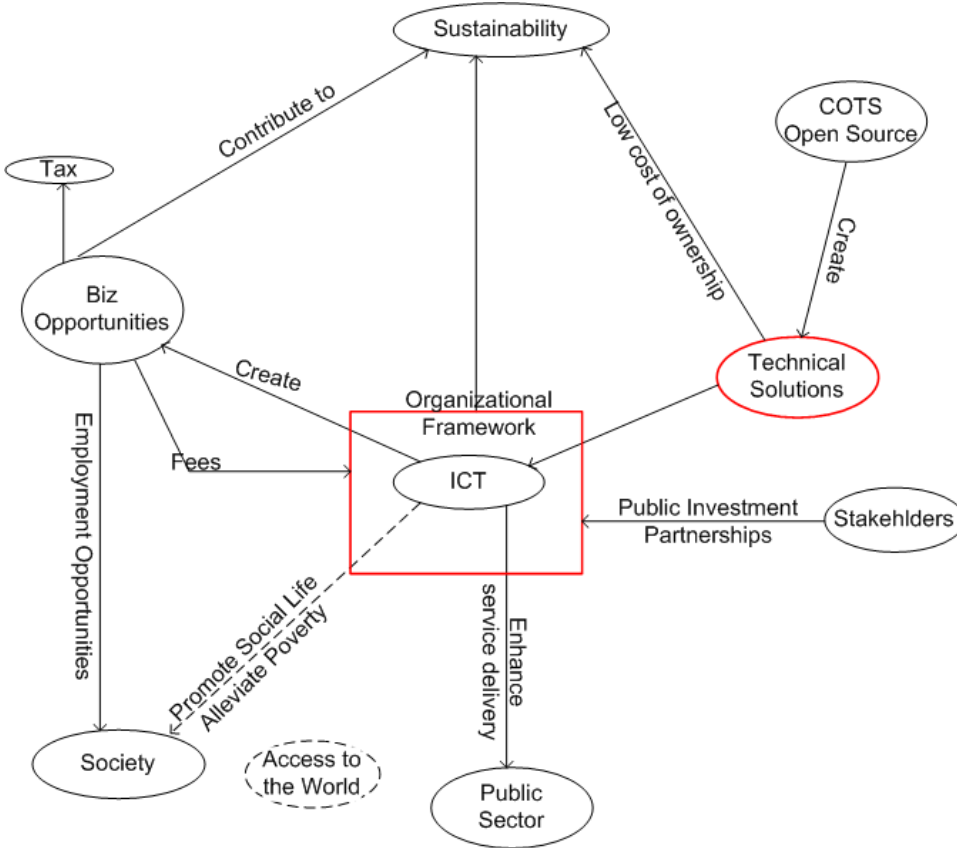 Sustainability
COTS
Open Source
Contribute to
Low cost of ownership
Tax
Create
Biz
Opportunities
Technical
Solutions
Create
Organizational
Framework
Fees
ICT
Public Investment
Partnerships
Stakehlders
Employment Opportunities
Promote Social Life
Alleviate Poverty
Enhance
service delivery
Society
Access to
the World
Public
Sector